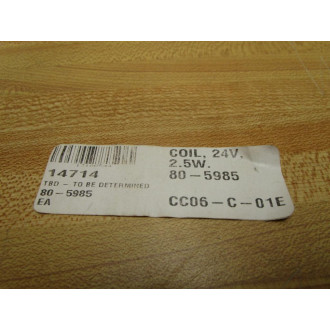 14714
TBD - TO BE DETERMINED
80-5985
EA
COIL, 24V.
2.5W.
80-5985
CC06-C-01E